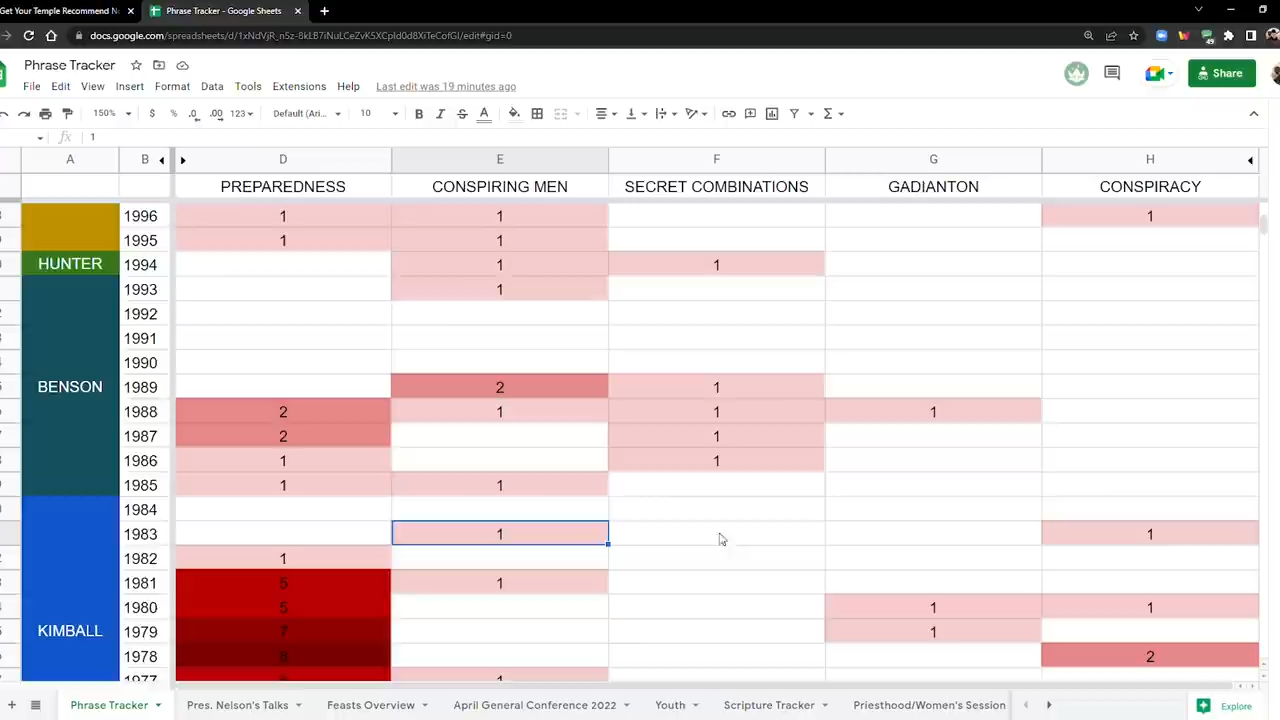 Get Your Temple Recommend No
Phrase Tracker - Google Sheets
docs.google.com/spreadsheets/d/1xNdVjR_n5z-8kLB7iNuLCeZvK5XCpId0d8XiTeCofGI/edit#gid=0
Phrase Tracker
Share
File Edit View Insert Format Data Tools Extensions Help Last edit was 19 minutes ago
150% $ % .0 .00 123 Default (Ari... 10 B I S A
fx 1
A B D E F G H
PREPAREDNESS CONSPIRING MEN SECRET COMBINATIONS GADIANTON CONSPIRACY
1996 1 1 1
1995 1 1
HUNTER 1994 1 1
1993 1
1992
1991
1990
BENSON 1989 2 1
1988 2 1 1 1
1987 2 1
1986 1 1
1985 1 1
1984
1983 1 1
1982 1
1981 5 1
1980 5 1 1
KIMBALL 1979 7 1
1978 8 2
1977 1
Phrase Tracker Pres. Nelson's Talks Feasts Overview April General Conference 2022 Youth Scripture Tracker Priesthood/Women's Session Explore